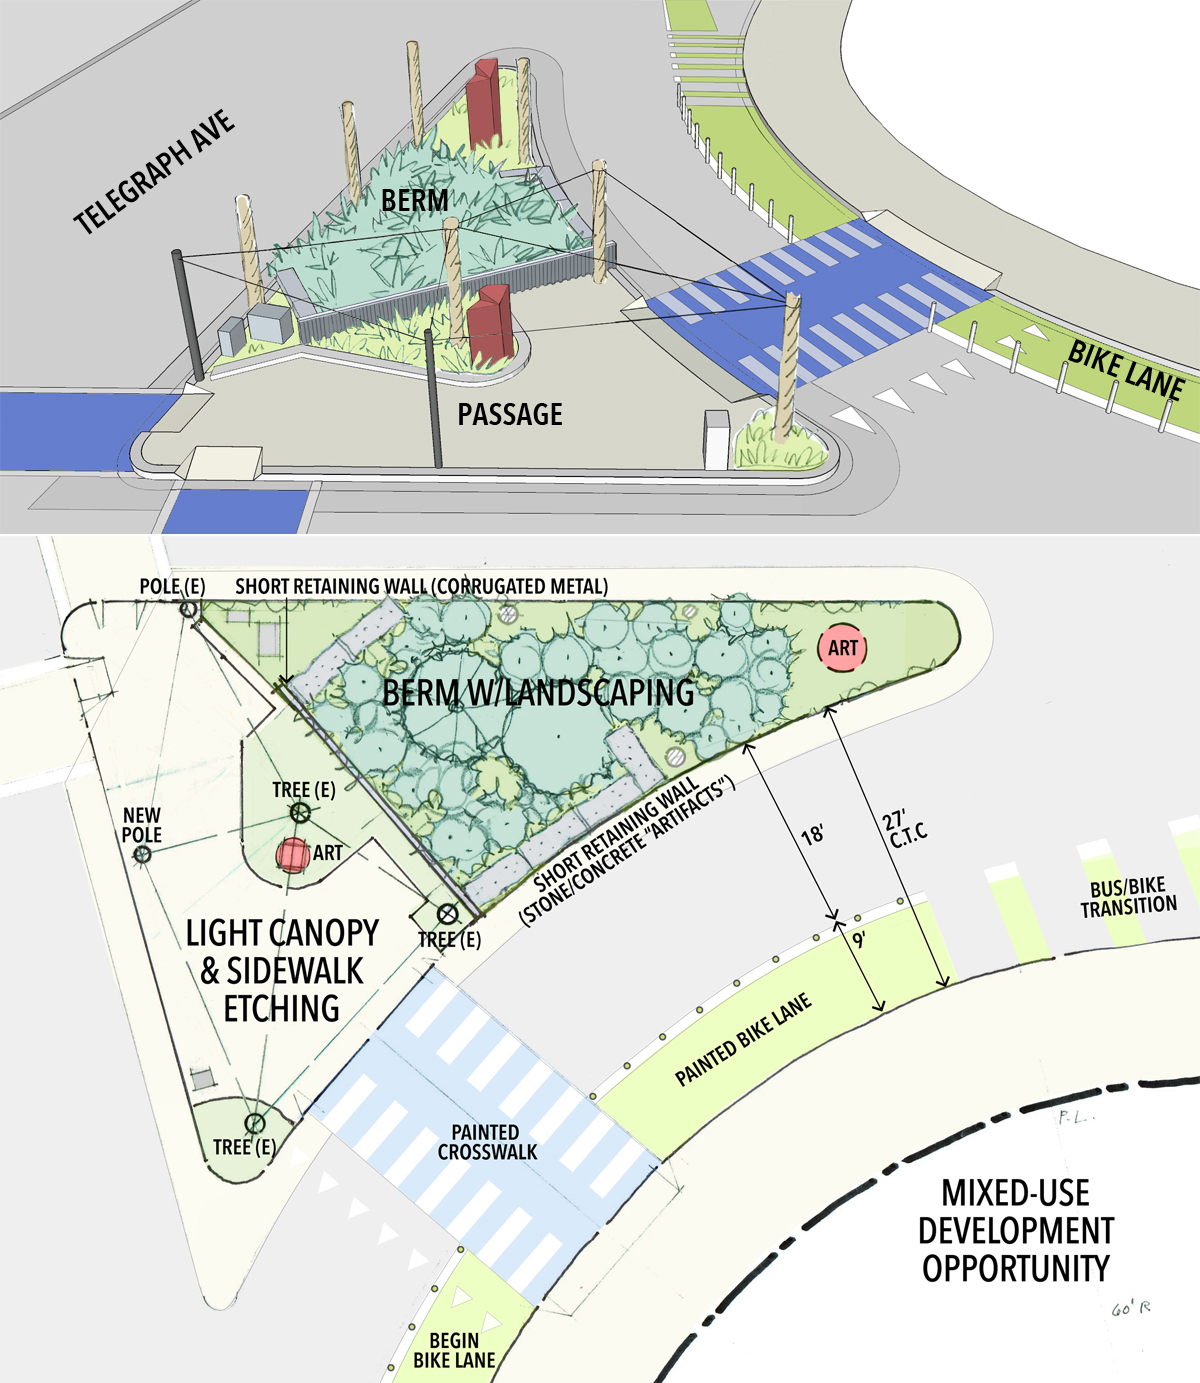 TELEGRAPH AVE
BERM
PASSAGE
BIKE LANE
POLE (E)
SHORT RETAINING WALL (CORRUGATED METAL)
ART
BERM W/LANDSCAPING
TREE (E)
NEW
POLE
ART
SHORT RETAINING WALL
(STONE/CONCRETE "ARTIFACTS")
18'
27'
C.T.C
BUS/BIKE
TRANSITION
LIGHT CANOPY
& SIDEWALK
ETCHING
TREE (E)
9'
PAINTED BIKE LANE
TREE (E)
PAINTED
CROSSWALK
P.L.
MIXED-USE
DEVELOPMENT
OPPORTUNITY
60' R
BEGIN
BIKE LANE